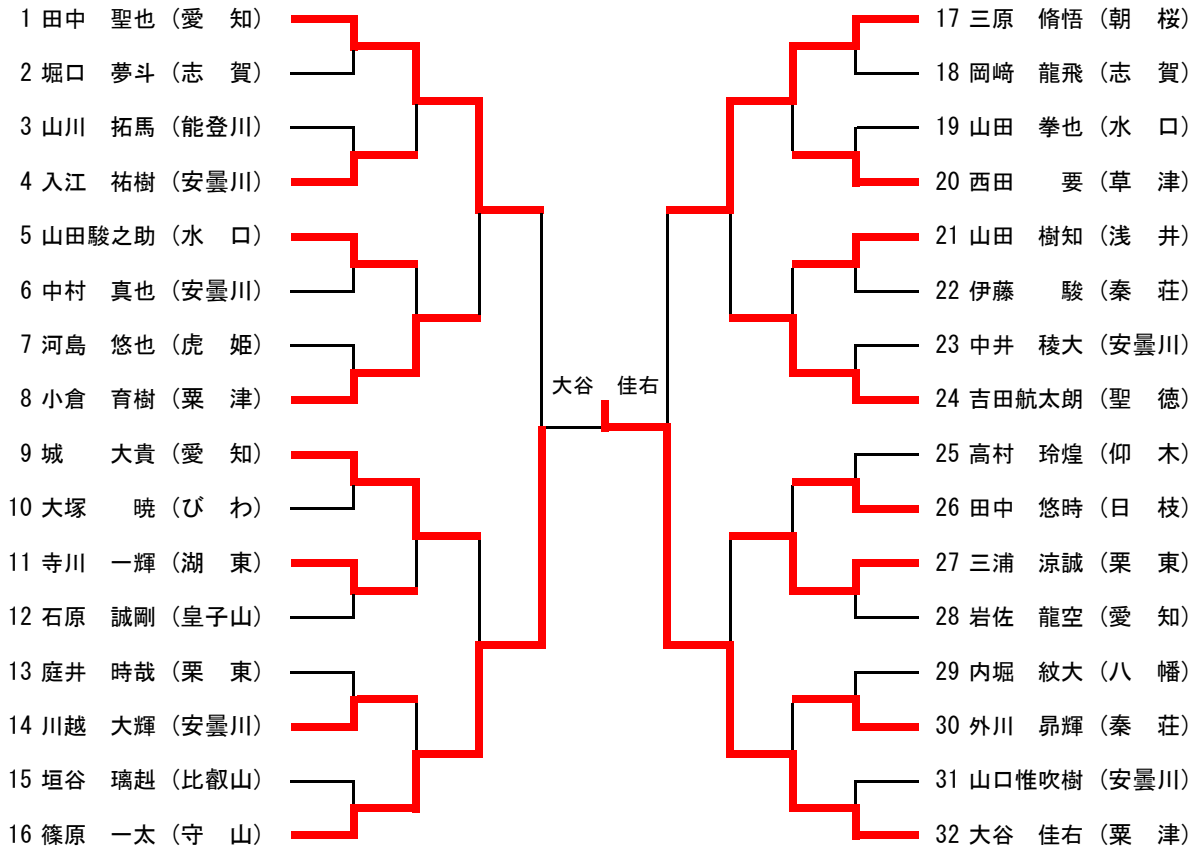 1 田中　聖也（愛　知）
2 堀口　夢斗（志　賀）
3 山川　拓馬（能登川）
4 入江　祐樹（安曇川）
5 山田駿之助（水　口）
6 中村　真也（安曇川）
7 河島　悠也（虎　姫）
8 小倉　育樹（粟　津）
9 城　　大貴（愛　知）
10 大塚　　暁（び　わ）
11 寺川　一輝（湖　東）
12 石原　誠剛（皇子山）
13 庭井　時哉（栗　東）
14 川越　大輝（安曇川）
15 垣谷　璃赳（比叡山）
16 篠原　一太（守　山）
大谷　佳右
17 三原　脩悟（朝　桜）
18 岡﨑　龍飛（志　賀）
19 山田　拳也（水　口）
20 西田　　要（草　津）
21 山田　樹知（浅　井）
22 伊藤　　駿（秦　荘）
23 中井　稜大（安曇川）
24 吉田航太朗（聖　徳）
25 高村　玲煌（仰　木）
26 田中　悠時（日　枝）
27 三浦　涼誠（栗　東）
28 岩佐　龍空（愛　知）
29 内堀　紋大（八　幡）
30 外川　昴輝（秦　荘）
31 山口惟吹樹（安曇川）
32 大谷　佳右（粟　津）